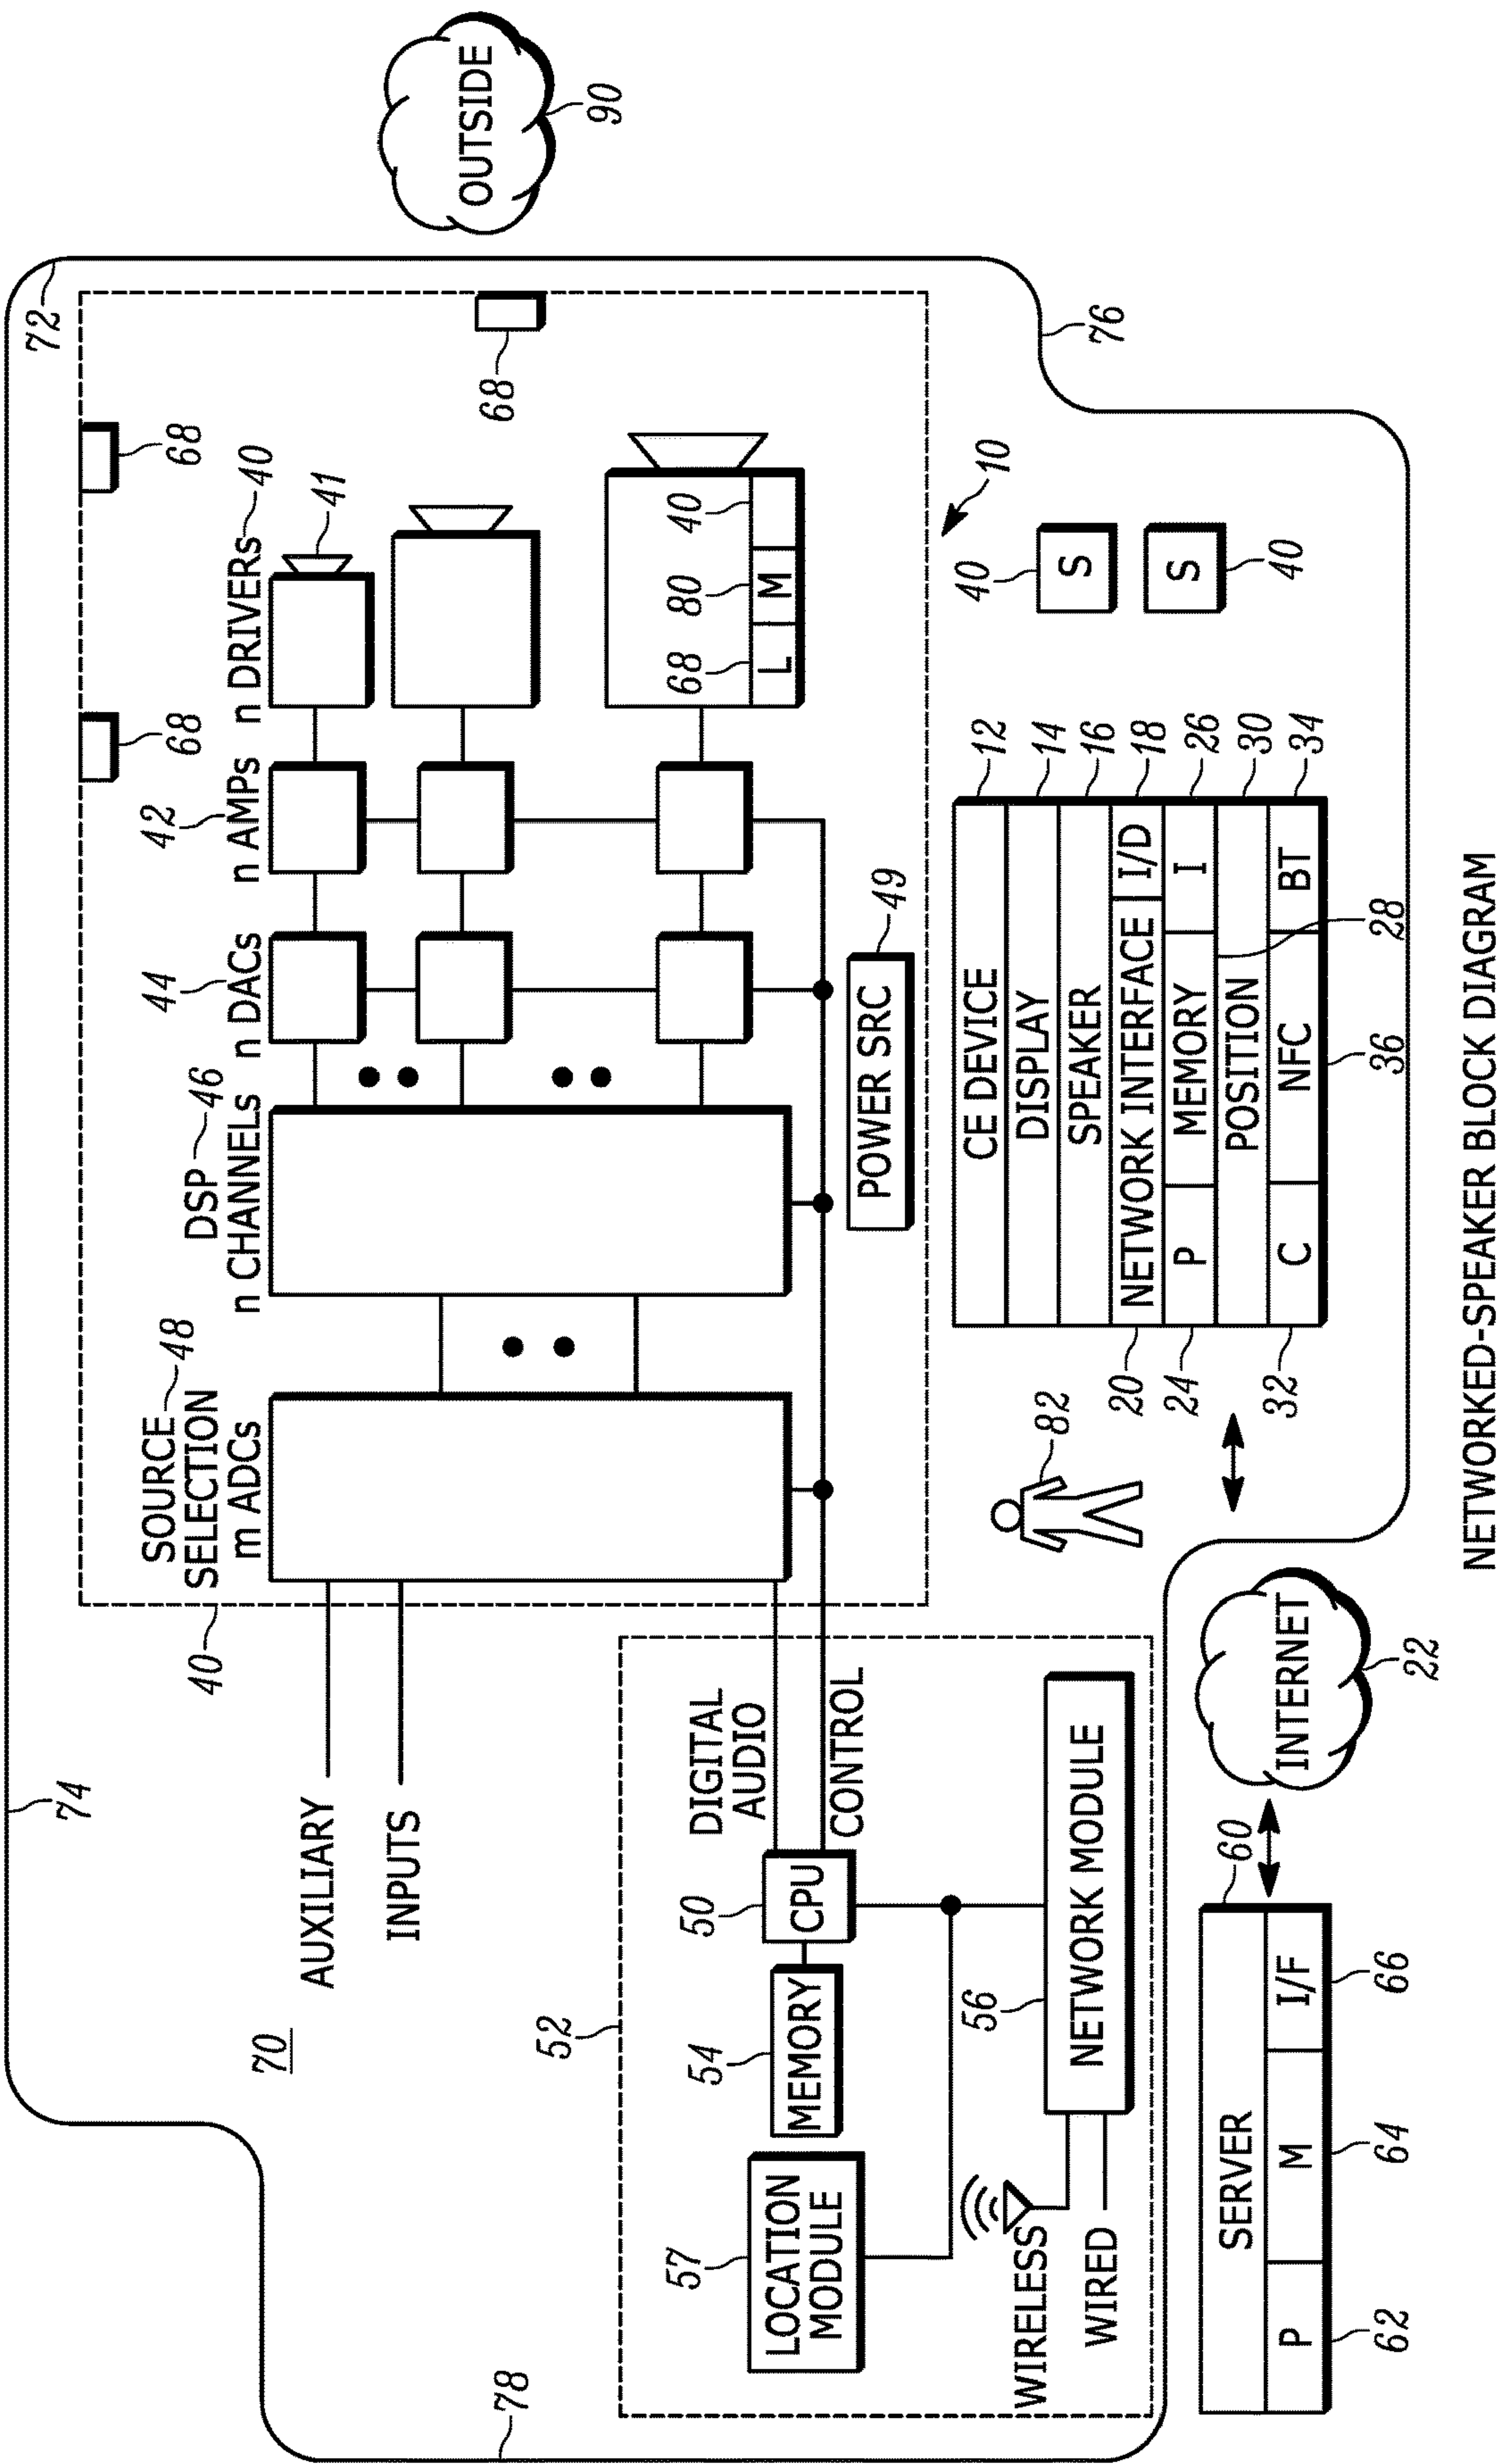 72
74
70
78
76
OUTSIDE
90
68
68
68
SOURCE 48
SELECTION
m ADCs
DSP 46
n CHANNELS
44
n DACs
42
n AMPs
n DRIVERs 40
41
40
AUXILIARY
INPUTS
68
80
40
L
M
DIGITAL
AUDIO
CONTROL
POWER SRC
49
52
50
CPU
54
MEMORY
57
LOCATION
MODULE
56
NETWORK MODULE
WIRELESS
WIRED
82
10
40
S
S
40
CE DEVICE
12
DISPLAY
14
SPEAKER
16
20
NETWORK INTERFACE
I/D
18
24
P
MEMORY
I
26
28
POSITION
30
32
C
NFC
BT
34
36
INTERNET
22
60
SERVER
P
M
I/F
62
64
66
NETWORKED-SPEAKER BLOCK DIAGRAM